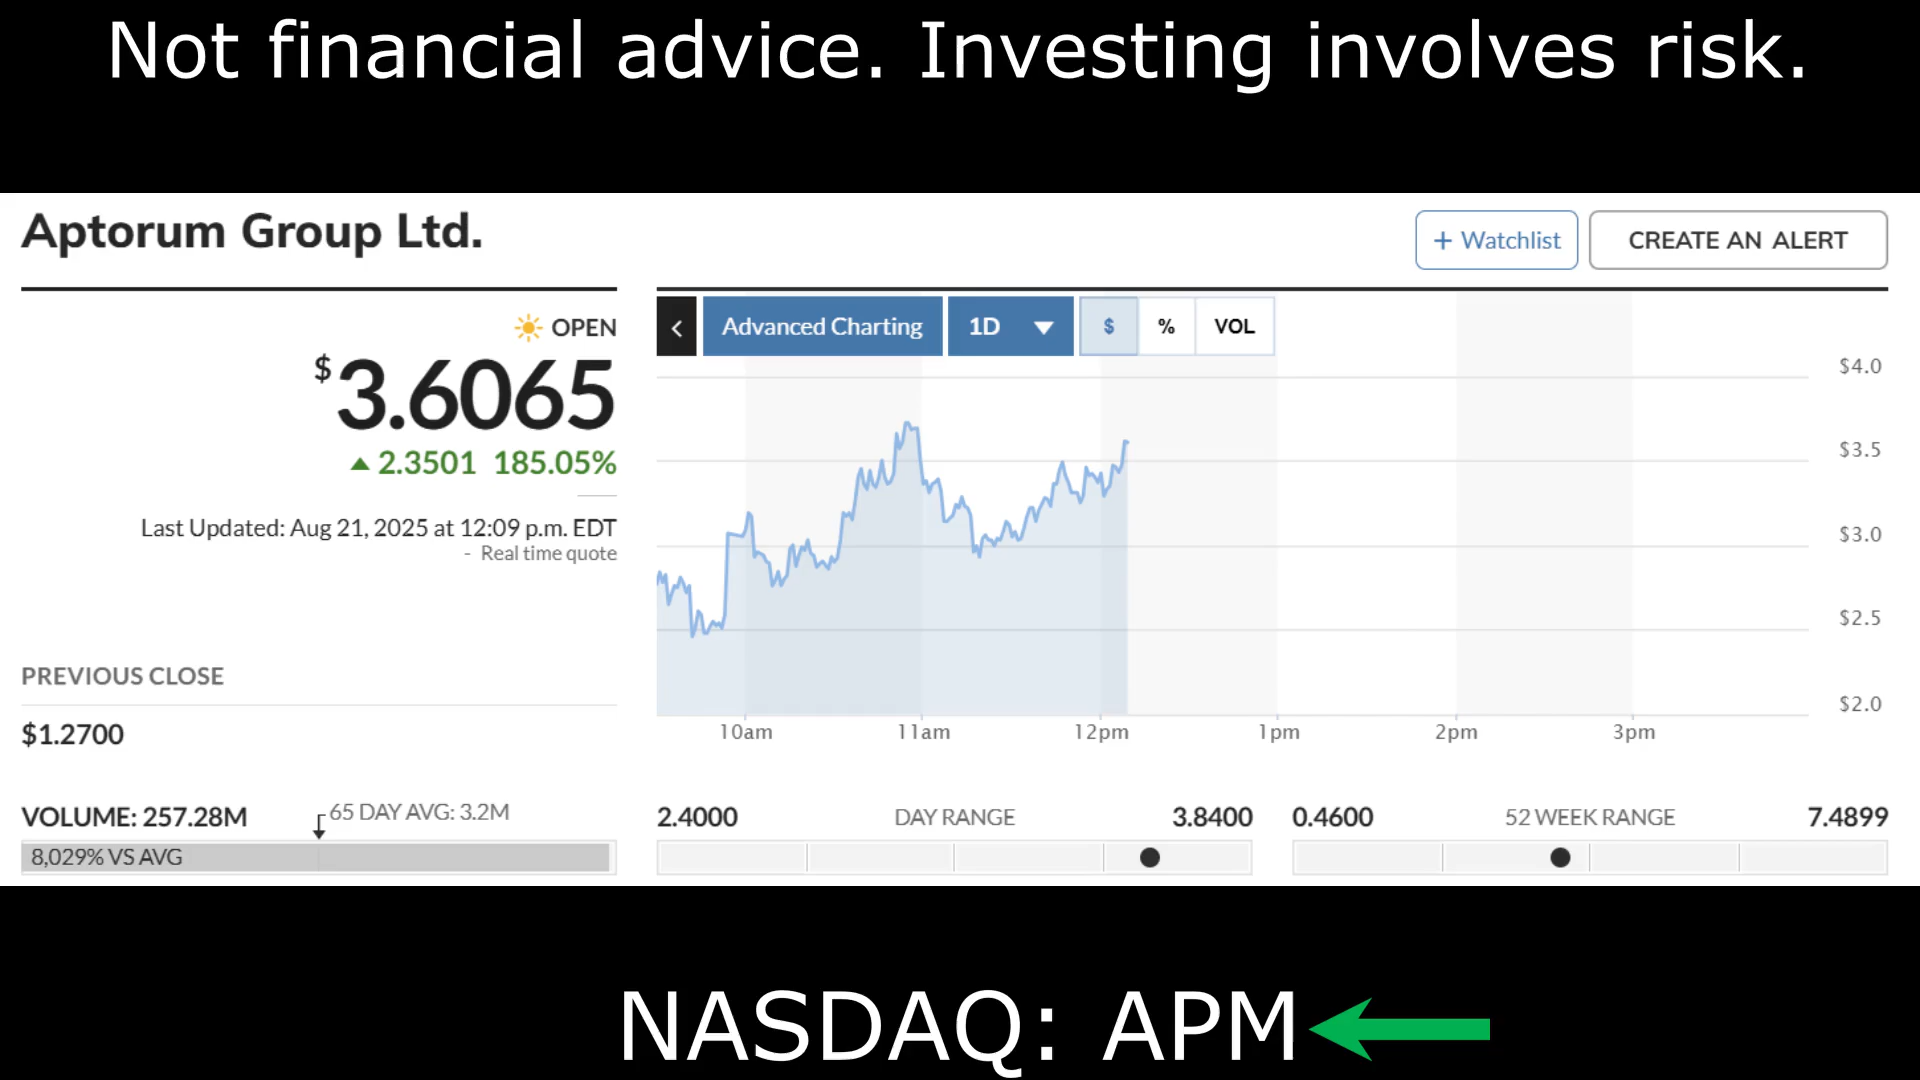 Not financial advice. Investing involves risk.
Aptorum Group Ltd.
+ Watchlist
CREATE AN ALERT
OPEN
$3.6065
2.3501 185.05%
Last Updated: Aug 21, 2025 at 12:09 p.m. EDT
- Real time quote
PREVIOUS CLOSE
$1.2700
VOLUME: 257.28M
65 DAY AVG: 3.2M
8,029% VS AVG
Advanced Charting
1D
$
%
VOL
$4.0
$3.5
$3.0
$2.5
$2.0
10am 11am 12pm 1pm 2pm 3pm
2.4000 DAY RANGE 3.8400
0.4600 52 WEEK RANGE 7.4899
NASDAQ: APM